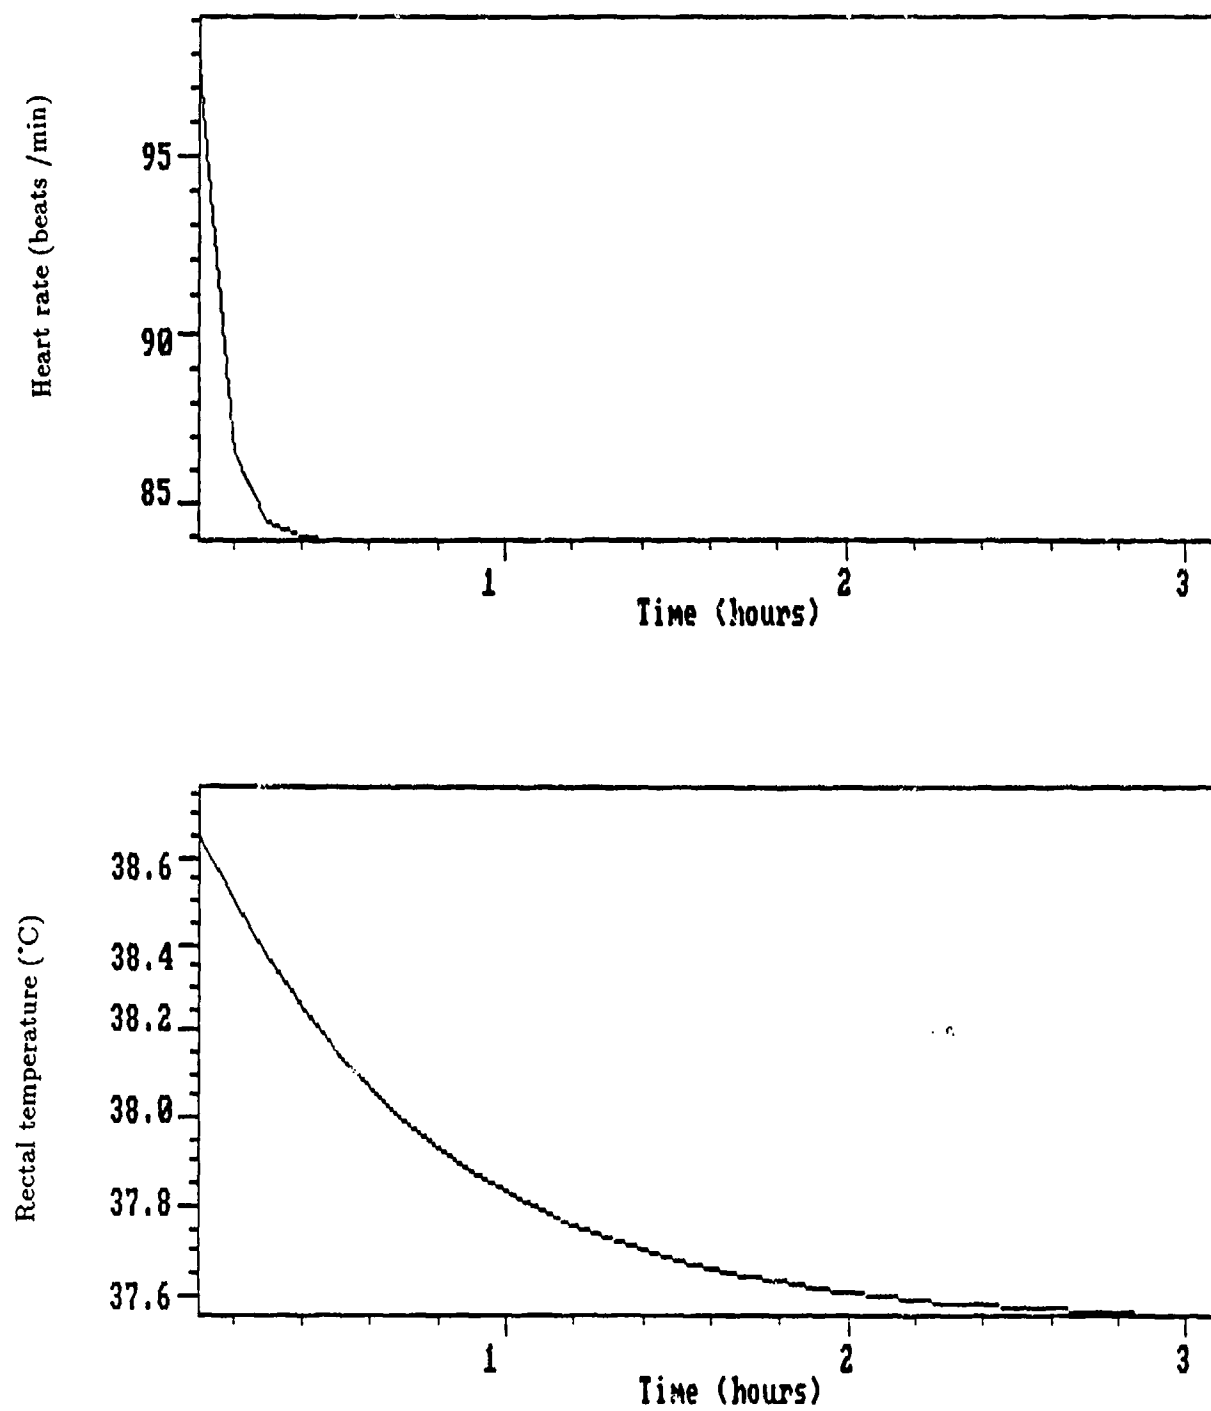 Heart rate (beats /min)
95
90
85
1 2 3
Time (hours)
Rectal temperature (°C)
38.6
38.4
38.2
38.0
37.8
37.6
1 2 3
Time (hours)